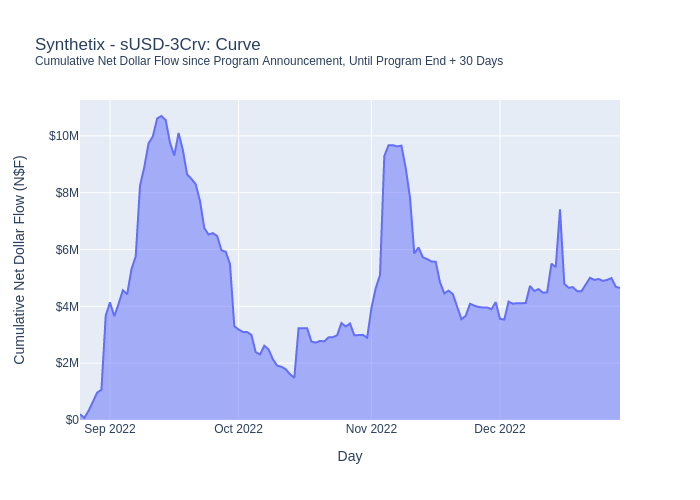 Synthetix - sUSD-3Crv: Curve
Cumulative Net Dollar Flow since Program Announcement, Until Program End + 30 Days
Cumulative Net Dollar Flow (N$F)
$10M
$8M
$6M
$4M
$2M
$0
Sep 2022
Oct 2022
Nov 2022
Dec 2022
Day